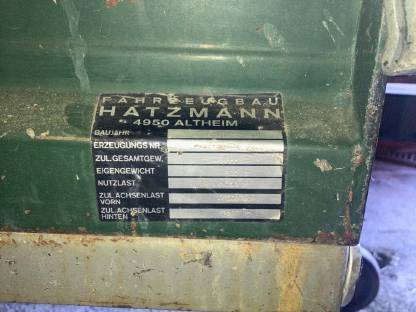 FAHRZEUGBAU
HATZMANN
4950 ALTHEIM
BAUJAHR
ERZEUGUNGS NR.
ZUL.GESAMTGEW.
EIGENGEWICHT
NUTZLAST
ZUL.ACHSENLAST
VORN
ZUL.ACHSENLAST
HINTEN